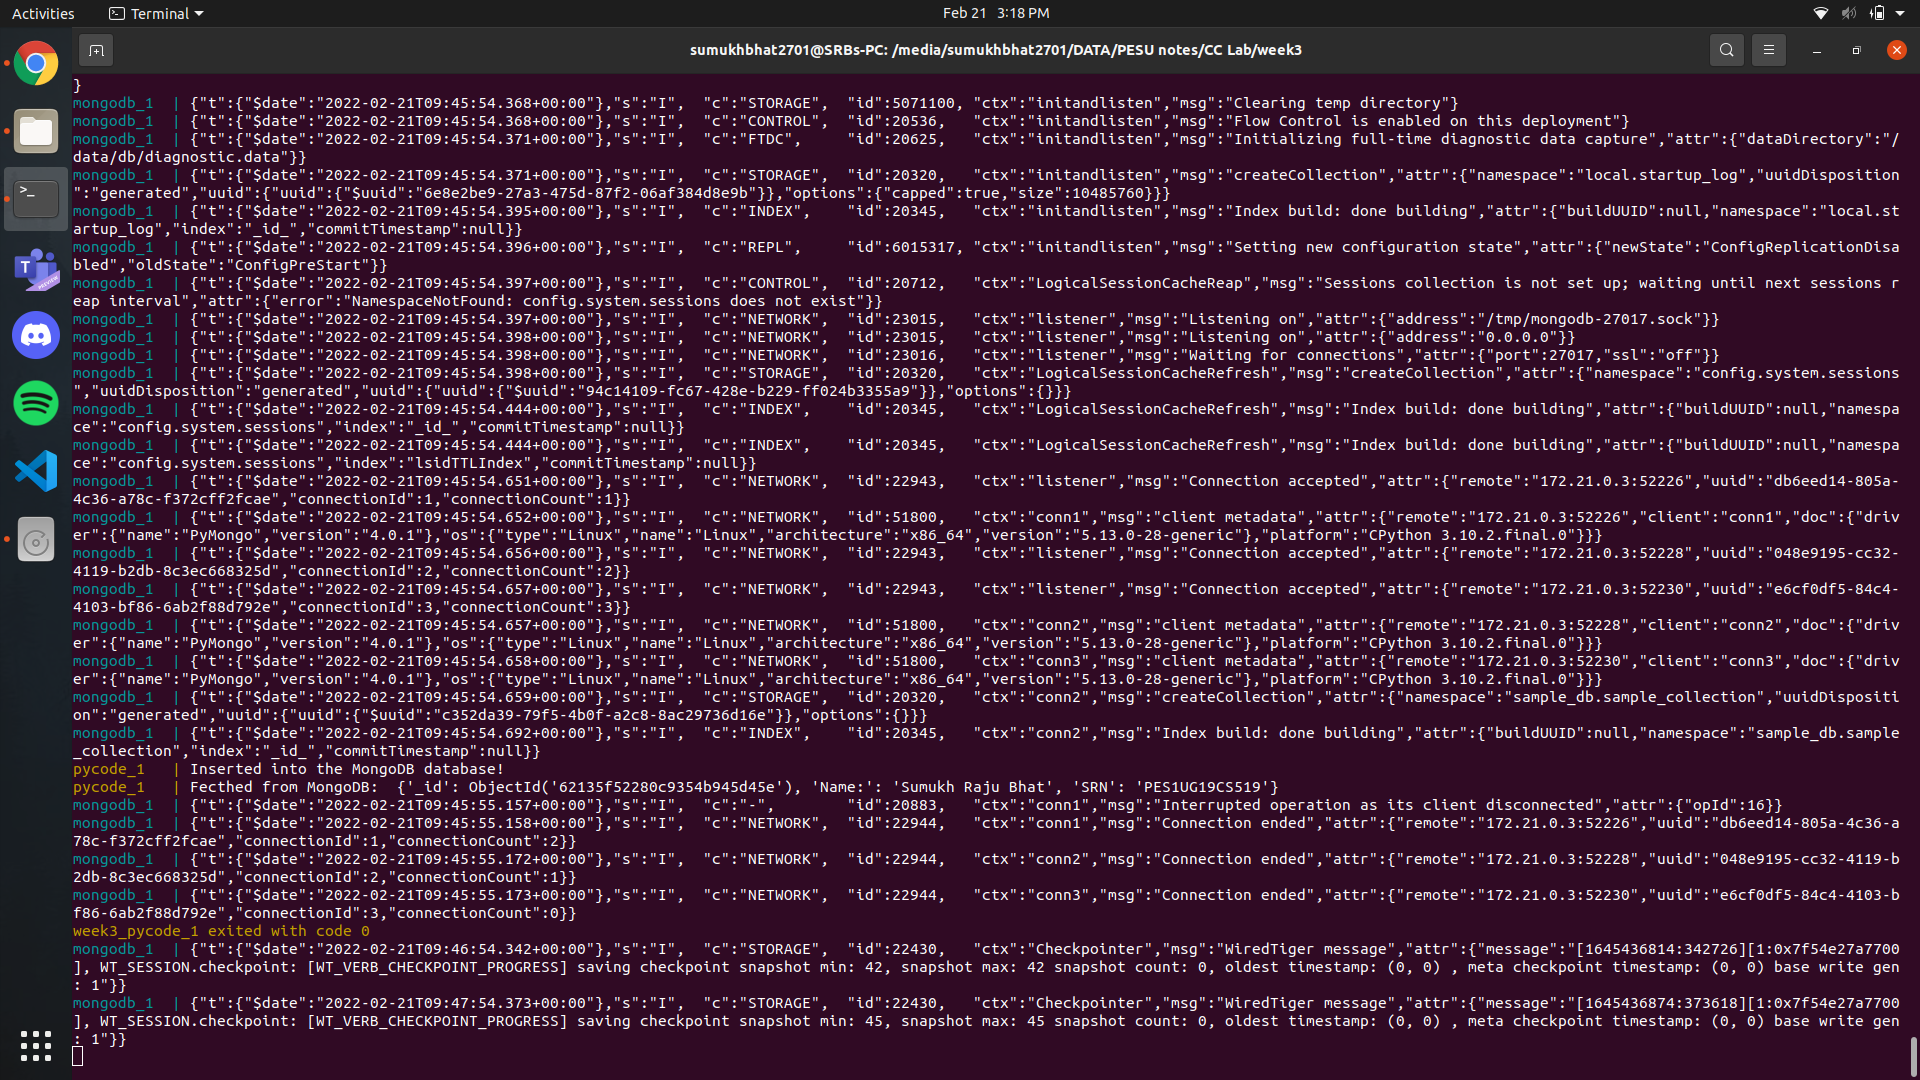 Activities
Terminal
Feb 21 3:18 PM
sumukhbhat2701@SRBs-PC: /media/sumukhbhat2701/DATA/PESU notes/CC Lab/week3
}
mongodb_1  | {"t":{"$date":"2022-02-21T09:45:54.368+00:00"},"s":"I",  "c":"STORAGE",  "id":5071100, "ctx":"initandlisten","msg":"Clearing temp directory"}
mongodb_1  | {"t":{"$date":"2022-02-21T09:45:54.368+00:00"},"s":"I",  "c":"CONTROL",  "id":20536,   "ctx":"initandlisten","msg":"Flow Control is enabled on this deployment"}
mongodb_1  | {"t":{"$date":"2022-02-21T09:45:54.371+00:00"},"s":"I",  "c":"FTDC",     "id":20625,   "ctx":"initandlisten","msg":"Initializing full-time diagnostic data capture","attr":{"dataDirectory":"/
data/db/diagnostic.data"}}
mongodb_1  | {"t":{"$date":"2022-02-21T09:45:54.371+00:00"},"s":"I",  "c":"STORAGE",  "id":20320,   "ctx":"initandlisten","msg":"createCollection","attr":{"namespace":"local.startup_log","uuidDisposition
":"generated","uuid":{"uuid":{"$uuid":"6e8e2be9-27a3-475d-87f2-06af384d8e9b"}},"options":{"capped":true,"size":10485760}}}
mongodb_1  | {"t":{"$date":"2022-02-21T09:45:54.395+00:00"},"s":"I",  "c":"INDEX",    "id":20345,   "ctx":"initandlisten","msg":"Index build: done building","attr":{"buildUUID":null,"namespace":"local.st
artup_log","index":"_id_","commitTimestamp":null}}
mongodb_1  | {"t":{"$date":"2022-02-21T09:45:54.396+00:00"},"s":"I",  "c":"REPL",     "id":6015317, "ctx":"initandlisten","msg":"Setting new configuration state","attr":{"newState":"ConfigReplicationDisa
bled","oldState":"ConfigPreStart"}}
mongodb_1  | {"t":{"$date":"2022-02-21T09:45:54.397+00:00"},"s":"I",  "c":"CONTROL",  "id":20712,   "ctx":"LogicalSessionCacheReap","msg":"Sessions collection is not set up; waiting until next sessions r
eap interval","attr":{"error":"NamespaceNotFound: config.system.sessions does not exist"}}
mongodb_1  | {"t":{"$date":"2022-02-21T09:45:54.397+00:00"},"s":"I",  "c":"NETWORK",  "id":23015,   "ctx":"listener","msg":"Listening on","attr":{"address":"/tmp/mongodb-27017.sock"}}
mongodb_1  | {"t":{"$date":"2022-02-21T09:45:54.398+00:00"},"s":"I",  "c":"NETWORK",  "id":23015,   "ctx":"listener","msg":"Listening on","attr":{"address":"0.0.0.0"}}
mongodb_1  | {"t":{"$date":"2022-02-21T09:45:54.398+00:00"},"s":"I",  "c":"NETWORK",  "id":23016,   "ctx":"listener","msg":"Waiting for connections","attr":{"port":27017,"ssl":"off"}}
mongodb_1  | {"t":{"$date":"2022-02-21T09:45:54.398+00:00"},"s":"I",  "c":"STORAGE",  "id":20320,   "ctx":"LogicalSessionCacheRefresh","msg":"createCollection","attr":{"namespace":"config.system.sessions
","uuidDisposition":"generated","uuid":{"uuid":{"$uuid":"94c14109-fc67-428e-b229-ff024b3355a9"}},"options":{}}}
mongodb_1  | {"t":{"$date":"2022-02-21T09:45:54.444+00:00"},"s":"I",  "c":"INDEX",    "id":20345,   "ctx":"LogicalSessionCacheRefresh","msg":"Index build: done building","attr":{"buildUUID":null,"namespa
ce":"config.system.sessions","index":"_id_","commitTimestamp":null}}
mongodb_1  | {"t":{"$date":"2022-02-21T09:45:54.444+00:00"},"s":"I",  "c":"INDEX",    "id":20345,   "ctx":"LogicalSessionCacheRefresh","msg":"Index build: done building","attr":{"buildUUID":null,"namespa
ce":"config.system.sessions","index":"lsidTTLIndex","commitTimestamp":null}}
mongodb_1  | {"t":{"$date":"2022-02-21T09:45:54.651+00:00"},"s":"I",  "c":"NETWORK",  "id":22943,   "ctx":"listener","msg":"Connection accepted","attr":{"remote":"172.21.0.3:52226","uuid":"db6eed14-805a-
4c36-a78c-f372cff2fcae","connectionId":1,"connectionCount":1}}
mongodb_1  | {"t":{"$date":"2022-02-21T09:45:54.652+00:00"},"s":"I",  "c":"NETWORK",  "id":51800,   "ctx":"conn1","msg":"client metadata","attr":{"remote":"172.21.0.3:52226","client":"conn1","doc":{"driv
er":{"name":"PyMongo","version":"4.0.1"},"os":{"type":"Linux","name":"Linux","architecture":"x86_64","version":"5.13.0-28-generic"},"platform":"CPython 3.10.2.final.0"}}}
mongodb_1  | {"t":{"$date":"2022-02-21T09:45:54.656+00:00"},"s":"I",  "c":"NETWORK",  "id":22943,   "ctx":"listener","msg":"Connection accepted","attr":{"remote":"172.21.0.3:52228","uuid":"048e9195-cc32-
4119-b2db-8c3ec668325d","connectionId":2,"connectionCount":2}}
mongodb_1  | {"t":{"$date":"2022-02-21T09:45:54.657+00:00"},"s":"I",  "c":"NETWORK",  "id":22943,   "ctx":"listener","msg":"Connection accepted","attr":{"remote":"172.21.0.3:52230","uuid":"e6cf0df5-84c4-
4103-bf86-6ab2f88d792e","connectionId":3,"connectionCount":3}}
mongodb_1  | {"t":{"$date":"2022-02-21T09:45:54.657+00:00"},"s":"I",  "c":"NETWORK",  "id":51800,   "ctx":"conn2","msg":"client metadata","attr":{"remote":"172.21.0.3:52228","client":"conn2","doc":{"driv
er":{"name":"PyMongo","version":"4.0.1"},"os":{"type":"Linux","name":"Linux","architecture":"x86_64","version":"5.13.0-28-generic"},"platform":"CPython 3.10.2.final.0"}}}
mongodb_1  | {"t":{"$date":"2022-02-21T09:45:54.658+00:00"},"s":"I",  "c":"NETWORK",  "id":51800,   "ctx":"conn3","msg":"client metadata","attr":{"remote":"172.21.0.3:52230","client":"conn3","doc":{"driv
er":{"name":"PyMongo","version":"4.0.1"},"os":{"type":"Linux","name":"Linux","architecture":"x86_64","version":"5.13.0-28-generic"},"platform":"CPython 3.10.2.final.0"}}}
mongodb_1  | {"t":{"$date":"2022-02-21T09:45:54.659+00:00"},"s":"I",  "c":"STORAGE",  "id":20320,   "ctx":"conn2","msg":"createCollection","attr":{"namespace":"sample_db.sample_collection","uuidDispositi
on":"generated","uuid":{"uuid":{"$uuid":"c352da39-79f5-4b0f-a2c8-8ac29736d16e"}},"options":{}}}
mongodb_1  | {"t":{"$date":"2022-02-21T09:45:54.692+00:00"},"s":"I",  "c":"INDEX",    "id":20345,   "ctx":"conn2","msg":"Index build: done building","attr":{"buildUUID":null,"namespace":"sample_db.sample
_collection","index":"_id_","commitTimestamp":null}}
pycode_1   | Inserted into the MongoDB database!
pycode_1   | Fecthed from MongoDB:  {'_id': ObjectId('62135f52280c9354b945d45e'), 'Name:': 'Sumukh Raju Bhat', 'SRN': 'PES1UG19CS519'}
mongodb_1  | {"t":{"$date":"2022-02-21T09:45:55.157+00:00"},"s":"I",  "c":"-",        "id":20883,   "ctx":"conn1","msg":"Interrupted operation as its client disconnected","attr":{"opId":16}}
mongodb_1  | {"t":{"$date":"2022-02-21T09:45:55.158+00:00"},"s":"I",  "c":"NETWORK",  "id":22944,   "ctx":"conn1","msg":"Connection ended","attr":{"remote":"172.21.0.3:52226","uuid":"db6eed14-805a-4c36-a
78c-f372cff2fcae","connectionId":1,"connectionCount":2}}
mongodb_1  | {"t":{"$date":"2022-02-21T09:45:55.172+00:00"},"s":"I",  "c":"NETWORK",  "id":22944,   "ctx":"conn2","msg":"Connection ended","attr":{"remote":"172.21.0.3:52228","uuid":"048e9195-cc32-4119-b
2db-8c3ec668325d","connectionId":2,"connectionCount":1}}
mongodb_1  | {"t":{"$date":"2022-02-21T09:45:55.173+00:00"},"s":"I",  "c":"NETWORK",  "id":22944,   "ctx":"conn3","msg":"Connection ended","attr":{"remote":"172.21.0.3:52230","uuid":"e6cf0df5-84c4-4103-b
f86-6ab2f88d792e","connectionId":3,"connectionCount":0}}
week3_pycode_1 exited with code 0
mongodb_1  | {"t":{"$date":"2022-02-21T09:46:54.342+00:00"},"s":"I",  "c":"STORAGE",  "id":22430,   "ctx":"Checkpointer","msg":"WiredTiger message","attr":{"message":"[1645436814:342726][1:0x7f54e27a7700
], WT_SESSION.checkpoint: [WT_VERB_CHECKPOINT_PROGRESS] saving checkpoint snapshot min: 42, snapshot max: 42 snapshot count: 0, oldest timestamp: (0, 0) , meta checkpoint timestamp: (0, 0) base write gen
: 1"}}
mongodb_1  | {"t":{"$date":"2022-02-21T09:47:54.373+00:00"},"s":"I",  "c":"STORAGE",  "id":22430,   "ctx":"Checkpointer","msg":"WiredTiger message","attr":{"message":"[1645436874:373618][1:0x7f54e27a7700
], WT_SESSION.checkpoint: [WT_VERB_CHECKPOINT_PROGRESS] saving checkpoint snapshot min: 45, snapshot max: 45 snapshot count: 0, oldest timestamp: (0, 0) , meta checkpoint timestamp: (0, 0) base write gen
: 1"}}